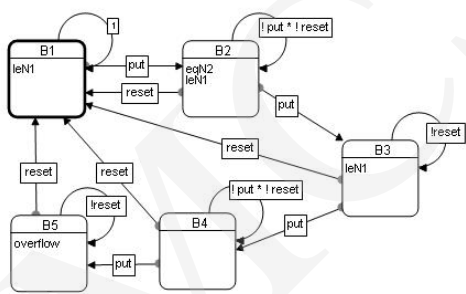 1
B1
leN1
put
reset
B2
eqN2
leN1
! put * ! reset
put
reset
B3
leN1
!reset
reset
reset
!reset
! put * ! reset
put
B5
overflow
put
B4